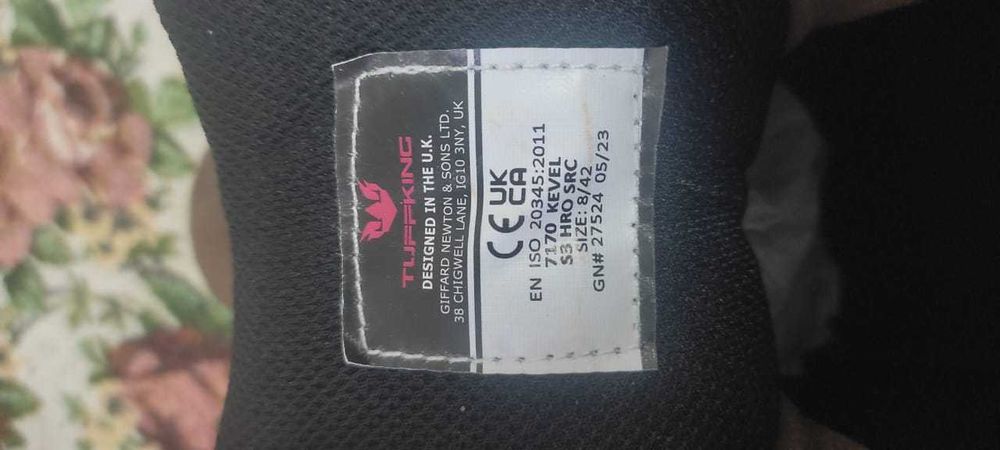 TUFFKING
DESIGNED IN THE U.K.
GIFFARD NEWTON & SONS LTD.
38 CHIGWELL LANE, IG10 3NY, UK
CE UK
CA
EN ISO 20345:2011
7170 KEVEL
S3 HRO SRC
SIZE: 8/42
GN# 27524 05/23